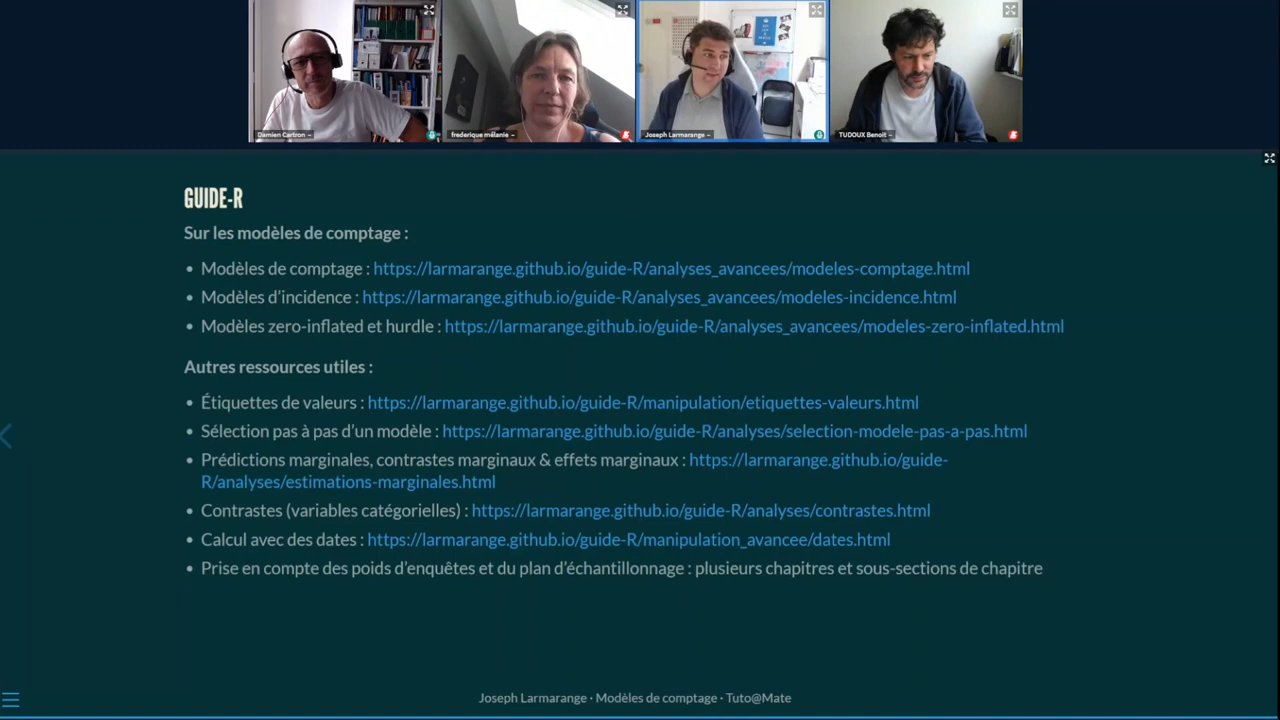 Damien Cartron
frederique mélanie
Joseph Larmarange
TUDOUX Benoit
GUIDE-R
Sur les modèles de comptage :
• Modèles de comptage : https://larmarange.github.io/guide-R/analyses_avancees/modeles-comptage.html
• Modèles d’incidence : https://larmarange.github.io/guide-R/analyses_avancees/modeles-incidence.html
• Modèles zero-inflated et hurdle : https://larmarange.github.io/guide-R/analyses_avancees/modeles-zero-inflated.html
Autres ressources utiles :
• Étiquettes de valeurs : https://larmarange.github.io/guide-R/manipulation/etiquettes-valeurs.html
• Sélection pas à pas d’un modèle : https://larmarange.github.io/guide-R/analyses/selection-modele-pas-a-pas.html
• Prédictions marginales, contrastes marginaux & effets marginaux : https://larmarange.github.io/guide-
R/analyses/estimations-marginales.html
• Contrastes (variables catégorielles) : https://larmarange.github.io/guide-R/analyses/contrastes.html
• Calcul avec des dates : https://larmarange.github.io/guide-R/manipulation_avancee/dates.html
• Prise en compte des poids d’enquêtes et du plan d’échantillonnage : plusieurs chapitres et sous-sections de chapitre
Joseph Larmarange · Modèles de comptage · Tuto@Mate